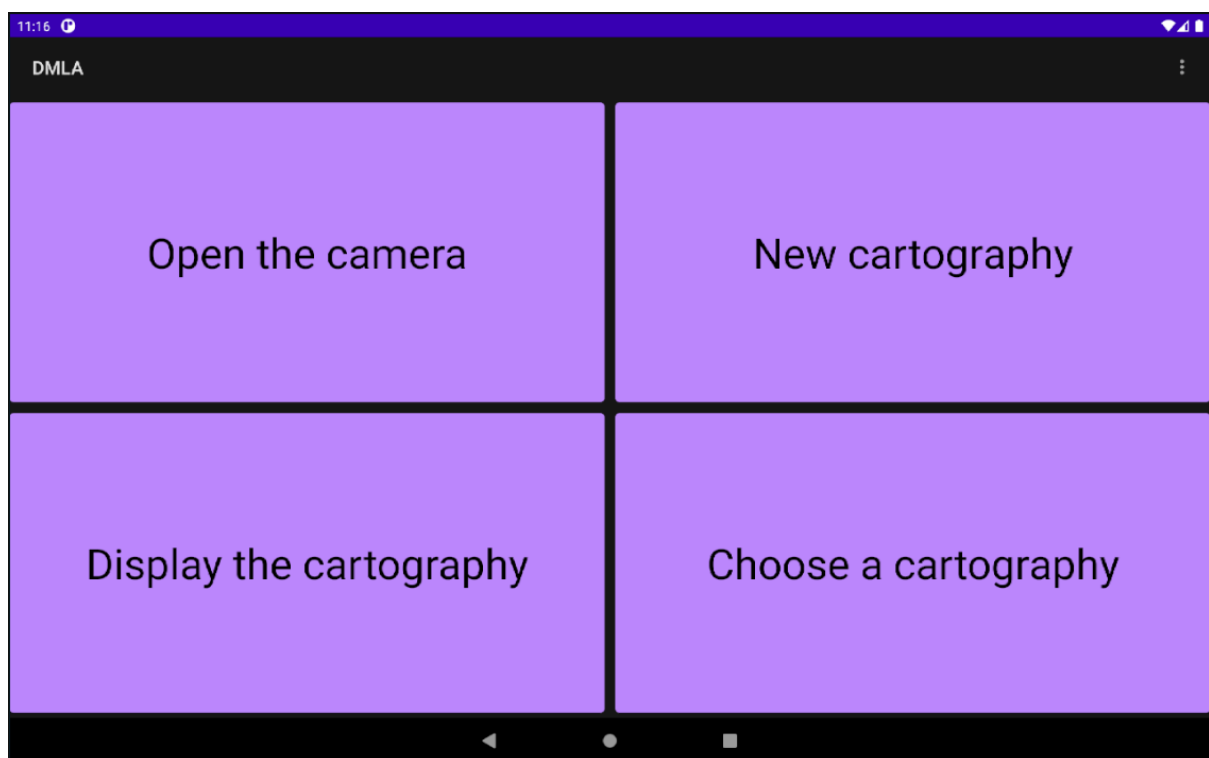 11:16
DMLA
Open the camera
New cartography
Display the cartography
Choose a cartography